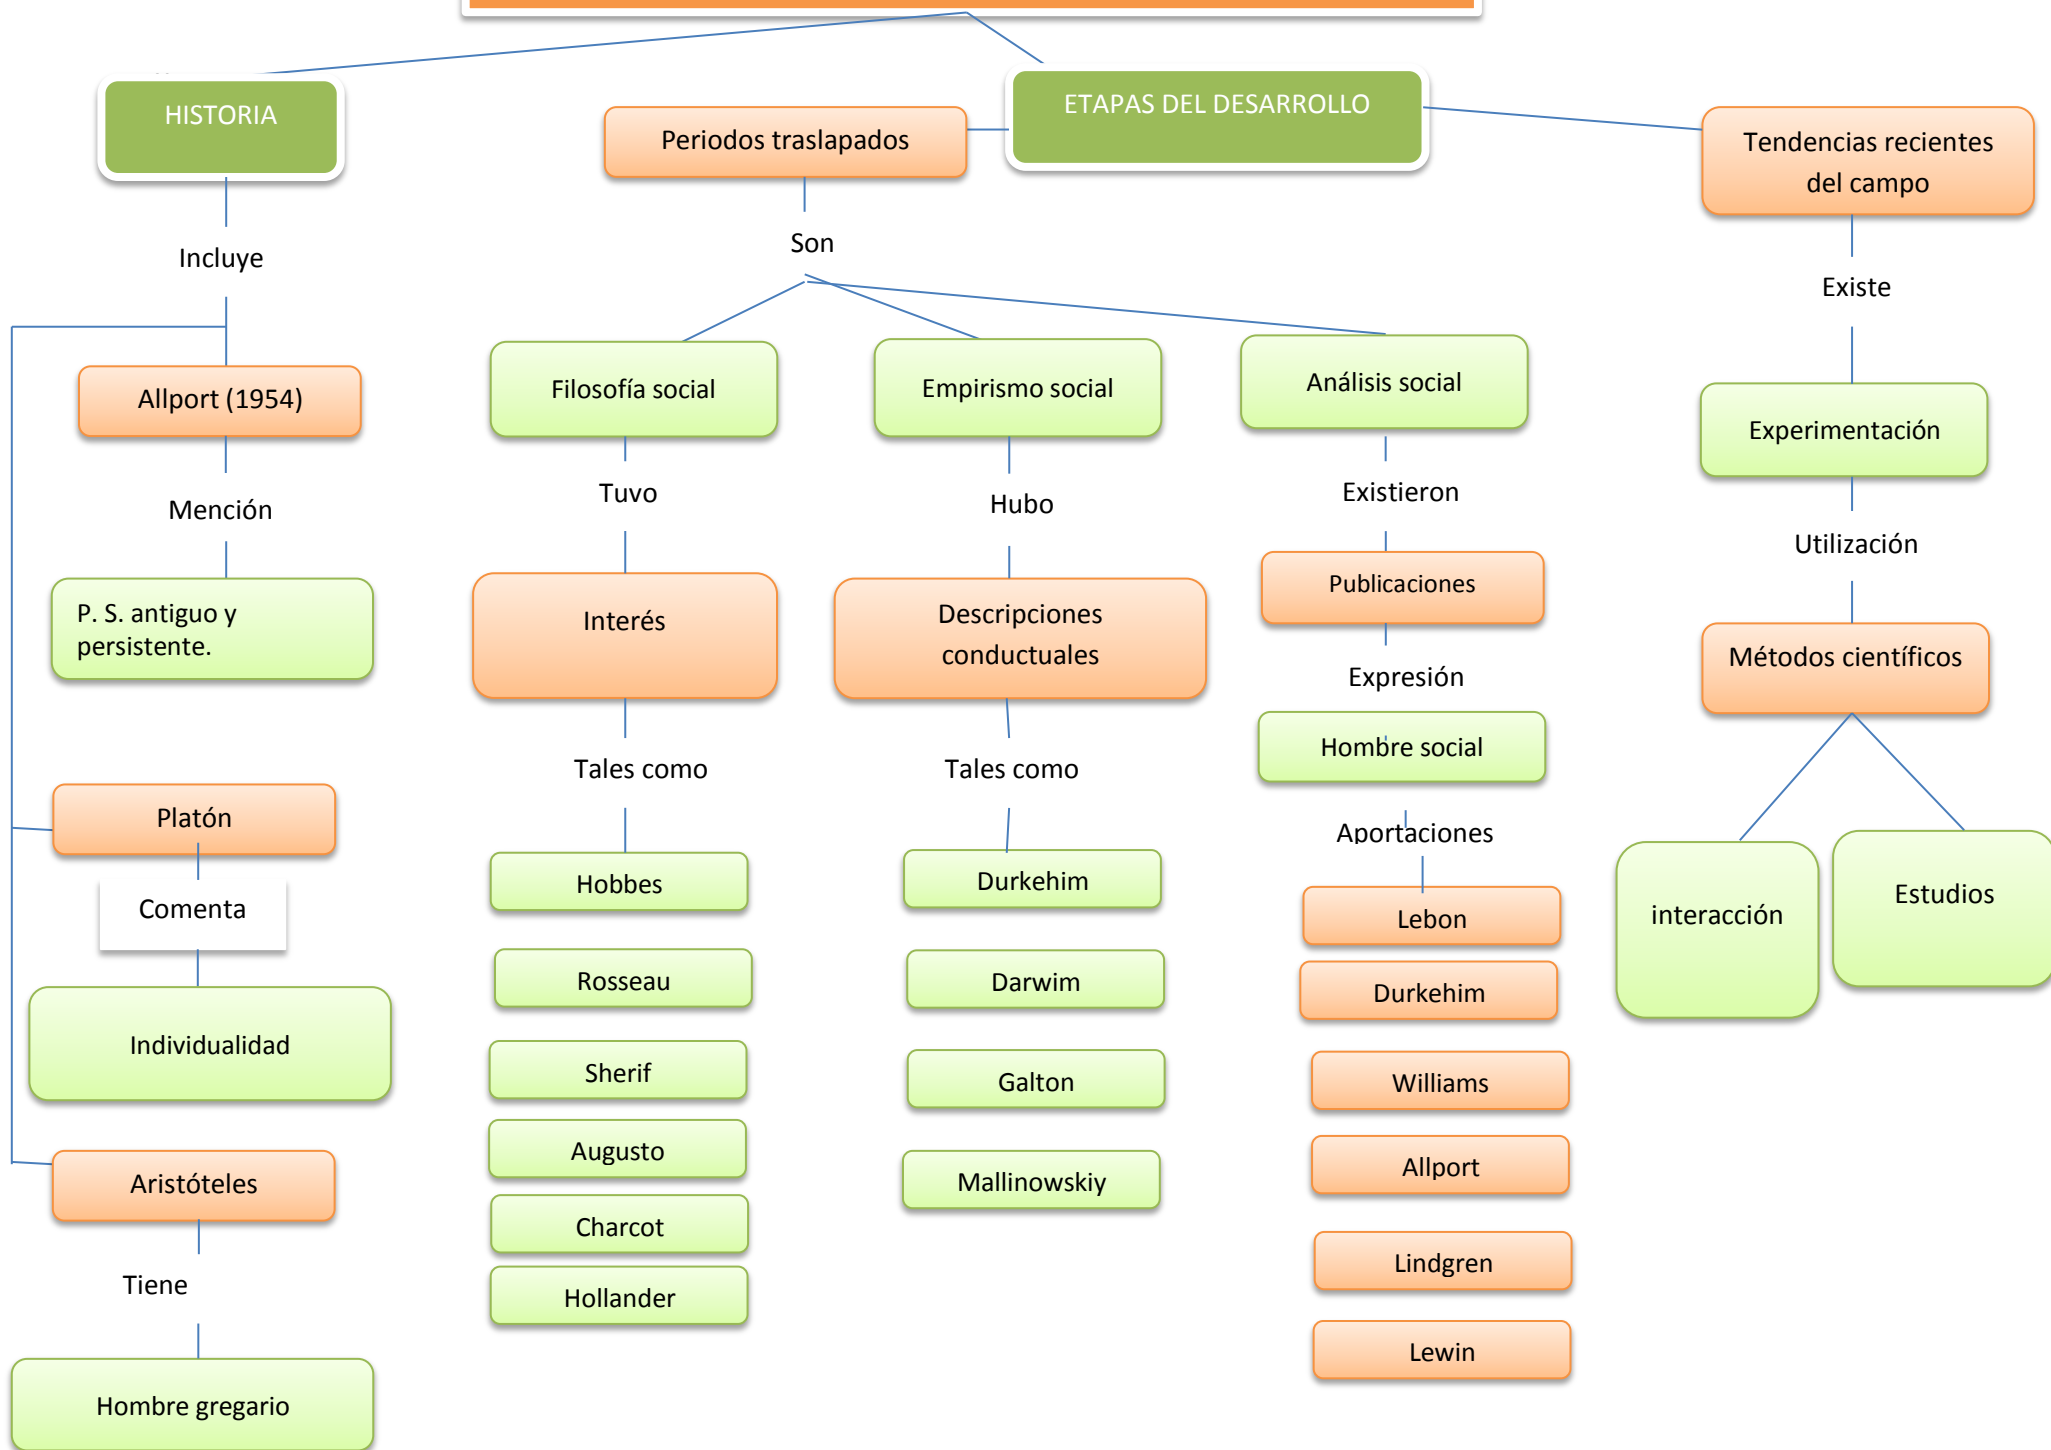 HISTORIA
ETAPAS DEL DESARROLLO
Periodos traslapados
Tendencias recientes
del campo
Incluye
Son
Existe
Allport (1954)
Filosofía social
Empirismo social
Análisis social
Experimentación
Mención
Tuvo
Hubo
Existieron
Utilización
P. S. antiguo y
persistente.
Interés
Descripciones
conductuales
Publicaciones
Expresión
Métodos científicos
Hombre social
Tales como
Tales como
Aportaciones
Platón
Comenta
Individualidad
Aristóteles
Tiene
Hombre gregario
Hobbes
Rosseau
Sherif
Augusto
Charcot
Hollander
Durkehim
Darwim
Galton
Mallinowskiy
Lebon
Durkehim
Williams
Allport
Lindgren
Lewin
interacción
Estudios